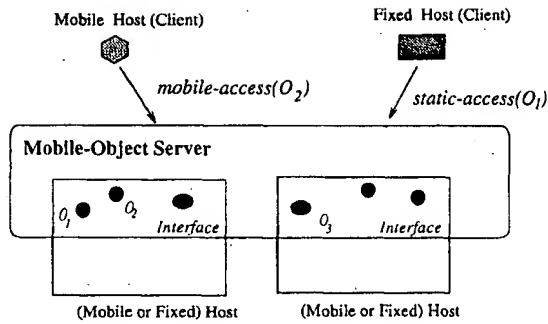 Mobile Host (Client)
Fixed Host (Client)
mobile-access(O2)
static-access(O1)
Mobile-Object Server
O1
O2
Interface
O3
Interface
(Mobile or Fixed) Host
(Mobile or Fixed) Host